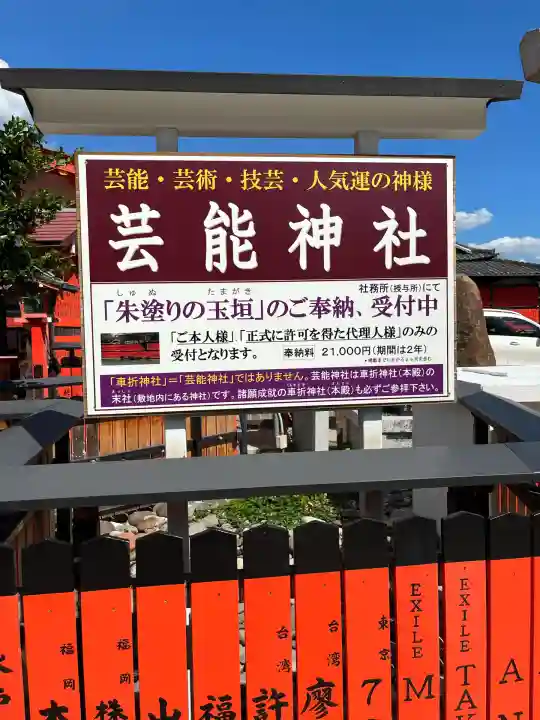 芸能・芸術・技芸・人気運の神様
芸能神社
社務所(授与所)にて
「朱塗りの玉垣」のご奉納、受付中
しゅぬ
たまがき
「ご本人様」、「正式に許可を得た代理人様」のみの
受付となります。
奉納料 21,000円(期間は2年)
「車折神社」＝「芸能神社」ではありません。芸能神社は車折神社(本殿)の
末社(敷地内にある神社)です。諸願成就の車折神社(本殿)も必ずご参拝下さい。
福岡
本
福岡
株
山
福
台湾
許
台湾
廖
東京
7
EXILE
M
EXILE
TA
A